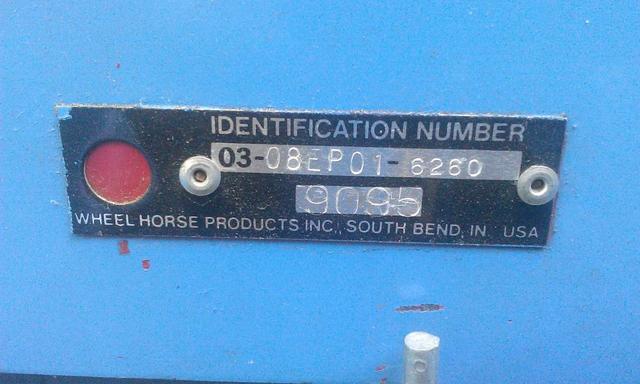 IDENTIFICATION NUMBER
03-08EP01-6260
9095
WHEEL HORSE PRODUCTS INC., SOUTH BEND, IN. USA